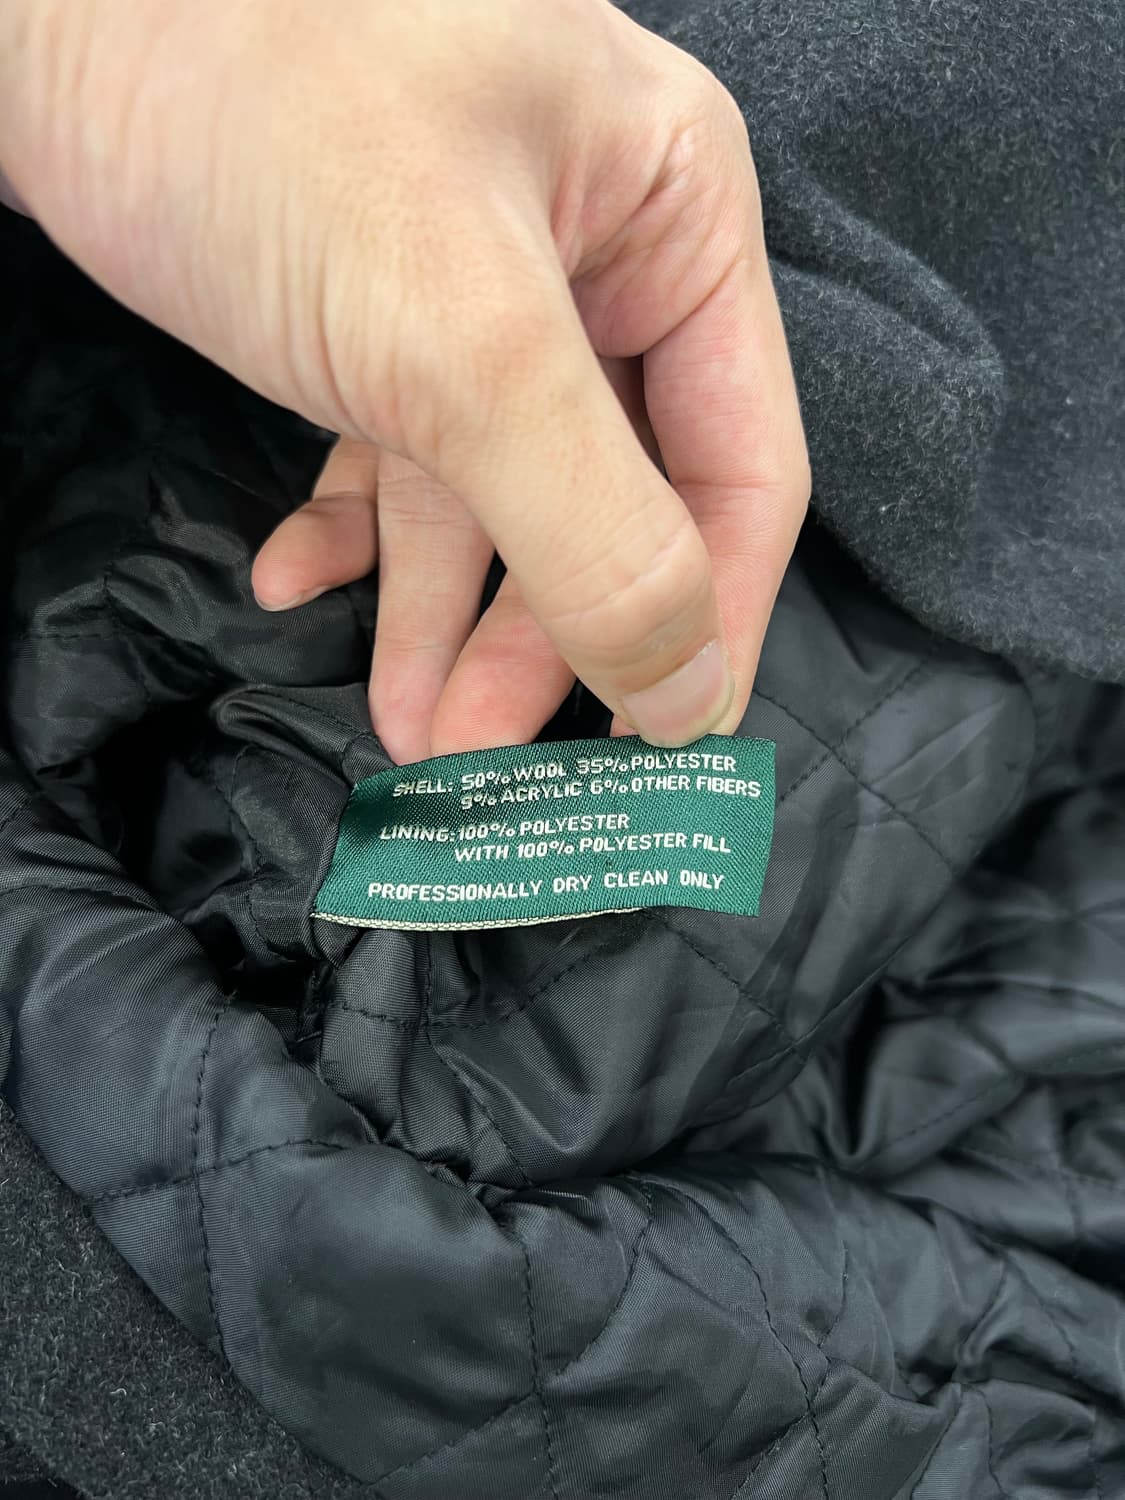 SHELL: 50% WOOL 35% POLYESTER
9% ACRYLIC 6% OTHER FIBERS
LINING: 100% POLYESTER
WITH 100% POLYESTER FILL
PROFESSIONALLY DRY CLEAN ONLY